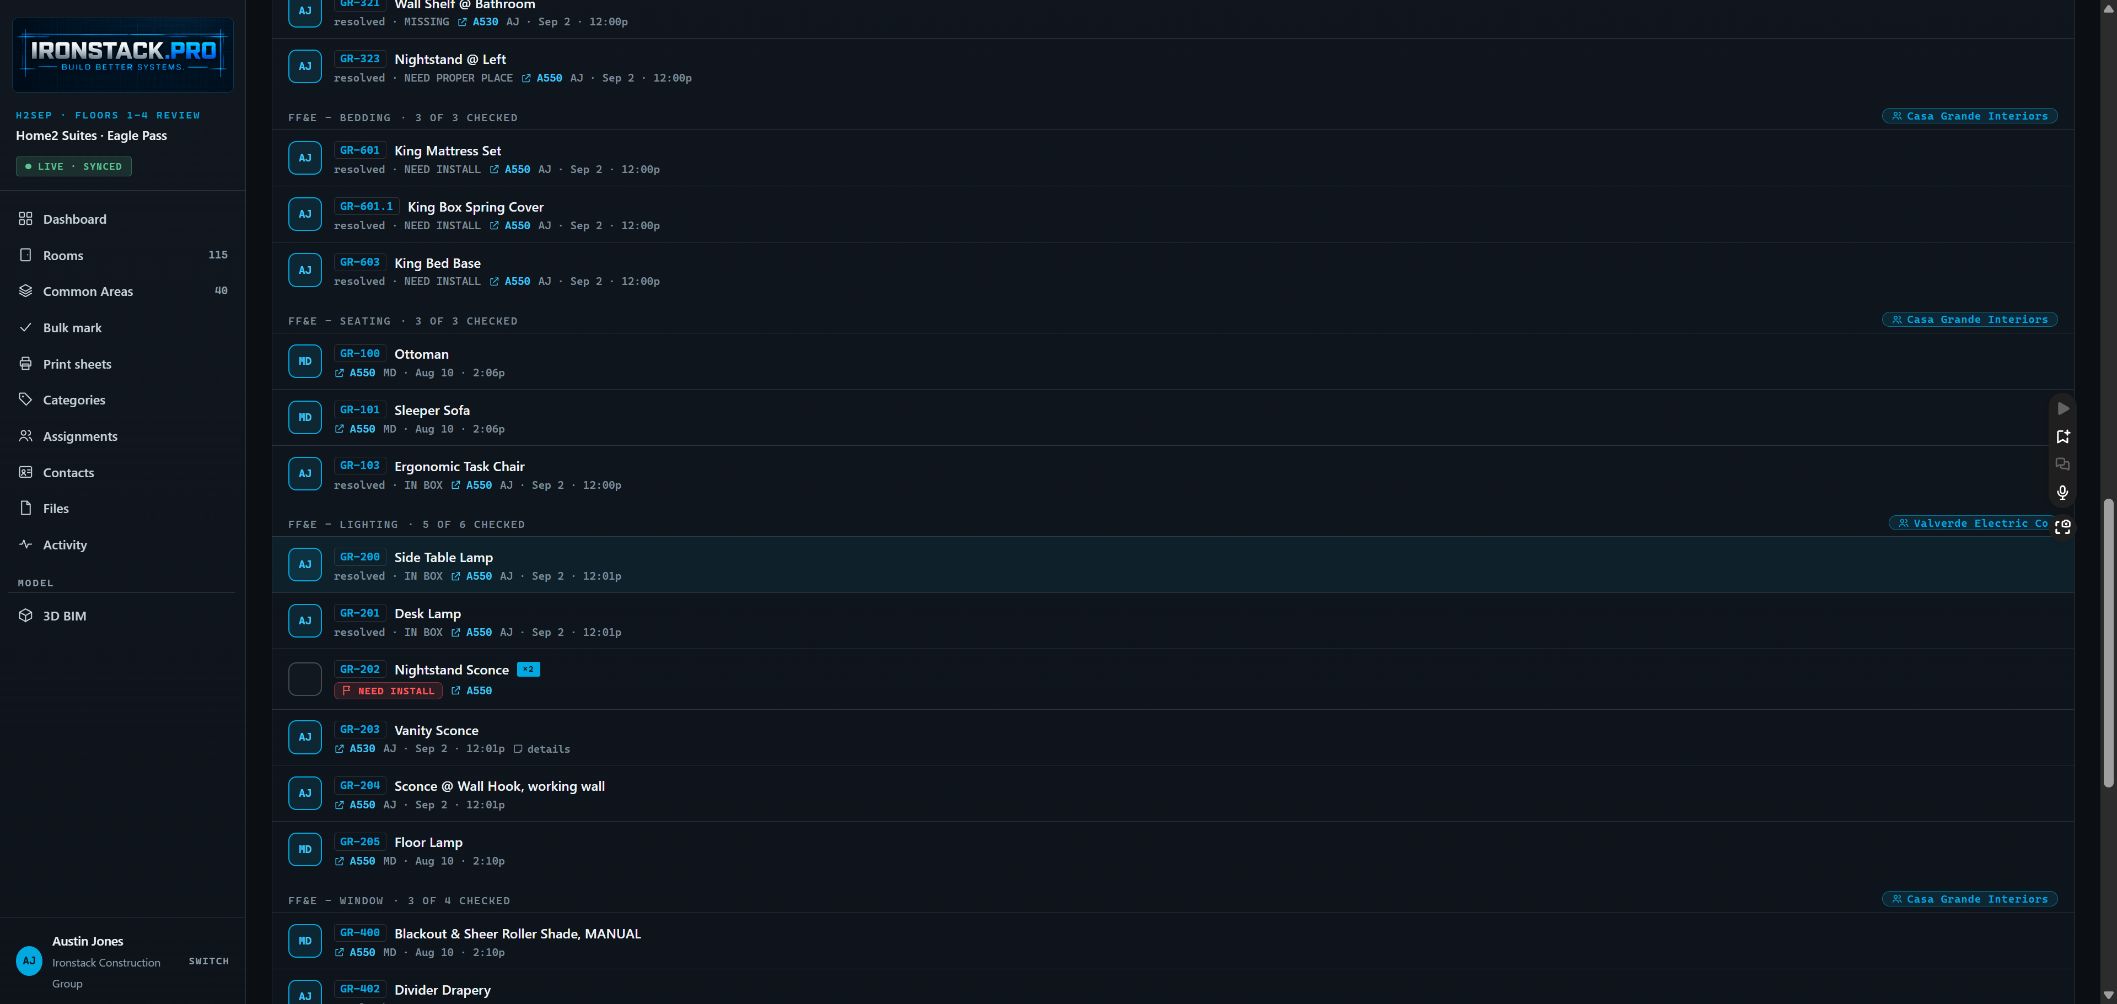 IRONSTACK.PRO
BUILD BETTER SYSTEMS.
H2SEP · FLOORS 1-4 REVIEW
Home2 Suites · Eagle Pass
LIVE · SYNCED
Dashboard
Rooms 115
Common Areas 40
Bulk mark
Print sheets
Categories
Assignments
Contacts
Files
Activity
MODEL
3D BIM
AJ
Austin Jones
Ironstack Construction Group
SWITCH
AJ GR-321 Wall Shelf @ Bathroom
resolved · MISSING A530 AJ · Sep 2 · 12:00p
AJ GR-323 Nightstand @ Left
resolved · NEED PROPER PLACE A550 AJ · Sep 2 · 12:00p
FF&E - BEDDING · 3 OF 3 CHECKED Casa Grande Interiors
AJ GR-601 King Mattress Set
resolved · NEED INSTALL A550 AJ · Sep 2 · 12:00p
AJ GR-601.1 King Box Spring Cover
resolved · NEED INSTALL A550 AJ · Sep 2 · 12:00p
AJ GR-603 King Bed Base
resolved · NEED INSTALL A550 AJ · Sep 2 · 12:00p
FF&E - SEATING · 3 OF 3 CHECKED Casa Grande Interiors
MD GR-100 Ottoman
A550 MD · Aug 10 · 2:06p
MD GR-101 Sleeper Sofa
A550 MD · Aug 10 · 2:06p
AJ GR-103 Ergonomic Task Chair
resolved · IN BOX A550 AJ · Sep 2 · 12:00p
FF&E - LIGHTING · 5 OF 6 CHECKED Valverde Electric Co
AJ GR-200 Side Table Lamp
resolved · IN BOX A550 AJ · Sep 2 · 12:01p
AJ GR-201 Desk Lamp
resolved · IN BOX A550 AJ · Sep 2 · 12:01p
GR-202 Nightstand Sconce ×2
NEED INSTALL A550
AJ GR-203 Vanity Sconce
A530 AJ · Sep 2 · 12:01p details
AJ GR-204 Sconce @ Wall Hook, working wall
A550 AJ · Sep 2 · 12:01p
MD GR-205 Floor Lamp
A550 MD · Aug 10 · 2:10p
FF&E - WINDOW · 3 OF 4 CHECKED Casa Grande Interiors
MD GR-400 Blackout & Sheer Roller Shade, MANUAL
A550 MD · Aug 10 · 2:10p
AJ GR-402 Divider Drapery